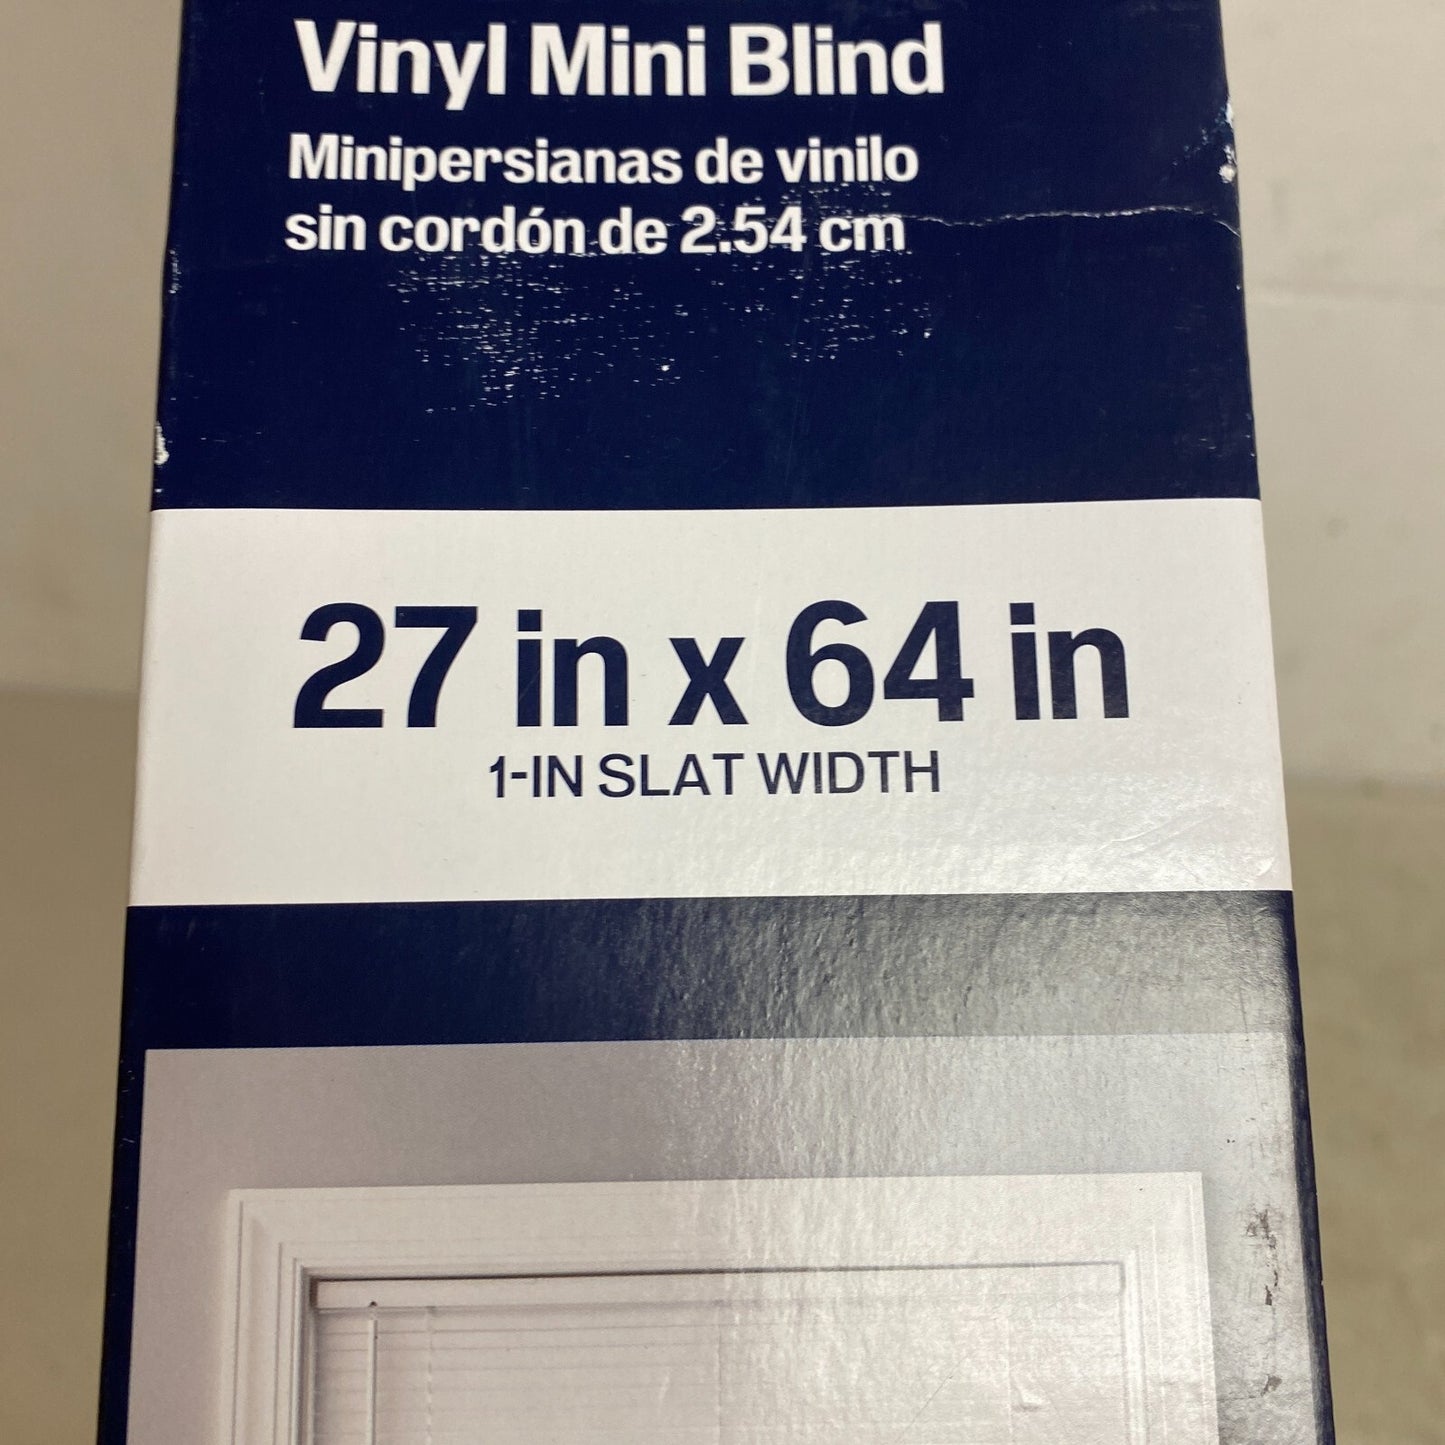 Vinyl Mini Blind
Minipersianas de vinilo
sin cordón de 2.54 cm
27 in x 64 in
1-IN SLAT WIDTH